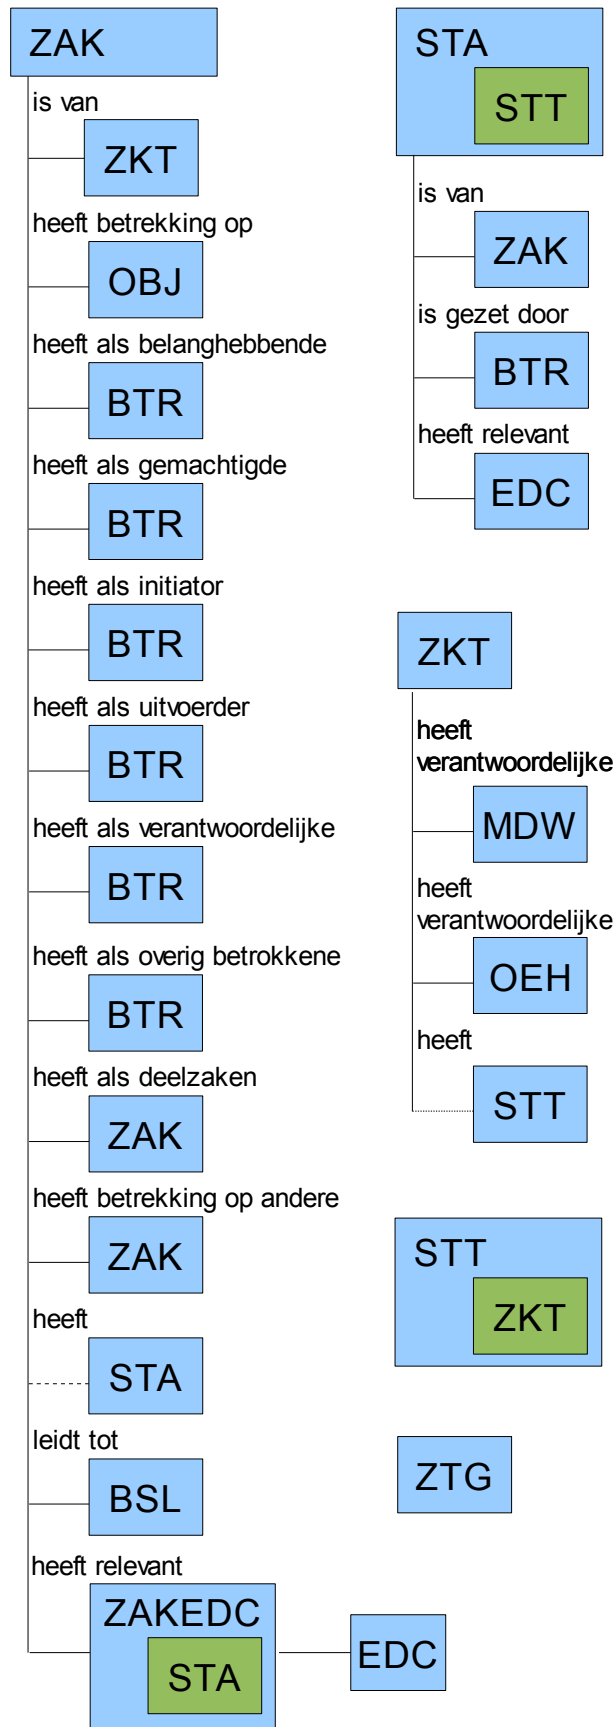 ZAK
is van
ZKT
heeft betrekking op
OBJ
heeft als belanghebbende
BTR
heeft als gemachtigde
BTR
heeft als initiator
BTR
heeft als uitvoerder
BTR
heeft als verantwoordelijke
BTR
heeft als overig betrokkene
BTR
heeft als deelzaken
ZAK
heeft betrekking op andere
ZAK
heeft
STA
leidt tot
BSL
heeft relevant
ZAKEDC
STA
EDC
STA
STT
is van
ZAK
is gezet door
BTR
heeft relevant
EDC
ZKT
heeft
verantwoordelijke
MDW
heeft
verantwoordelijke
OEH
heeft
STT
STT
ZKT
ZTG